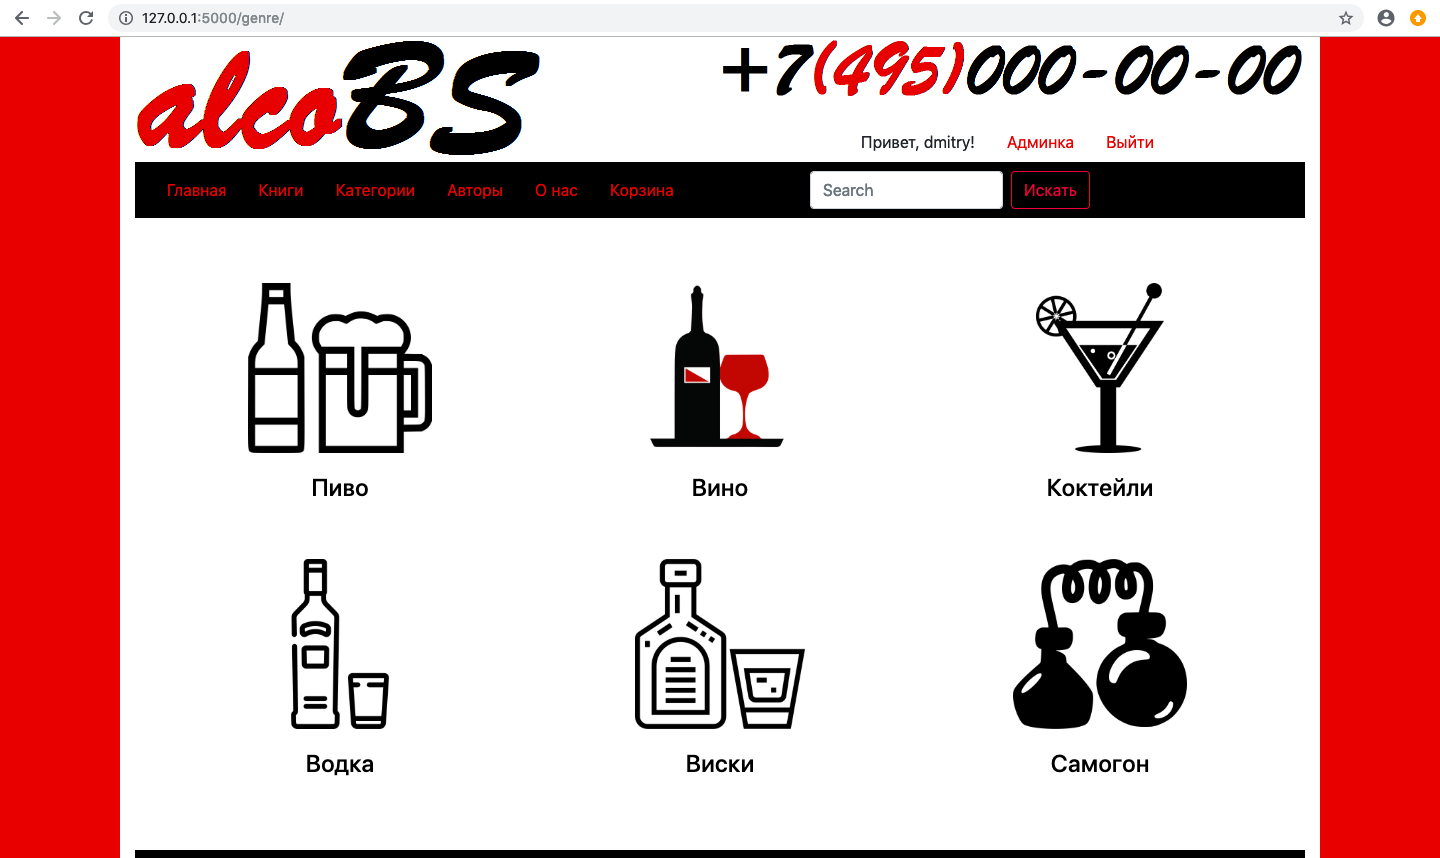 127.0.0.1:5000/genre/
alcoBS
+7(495)000-00-00
Привет, dmitry! Админка Выйти
Главная Книги Категории Авторы О нас Корзина Search Искать
Пиво Вино Коктейли
Водка Виски Самогон